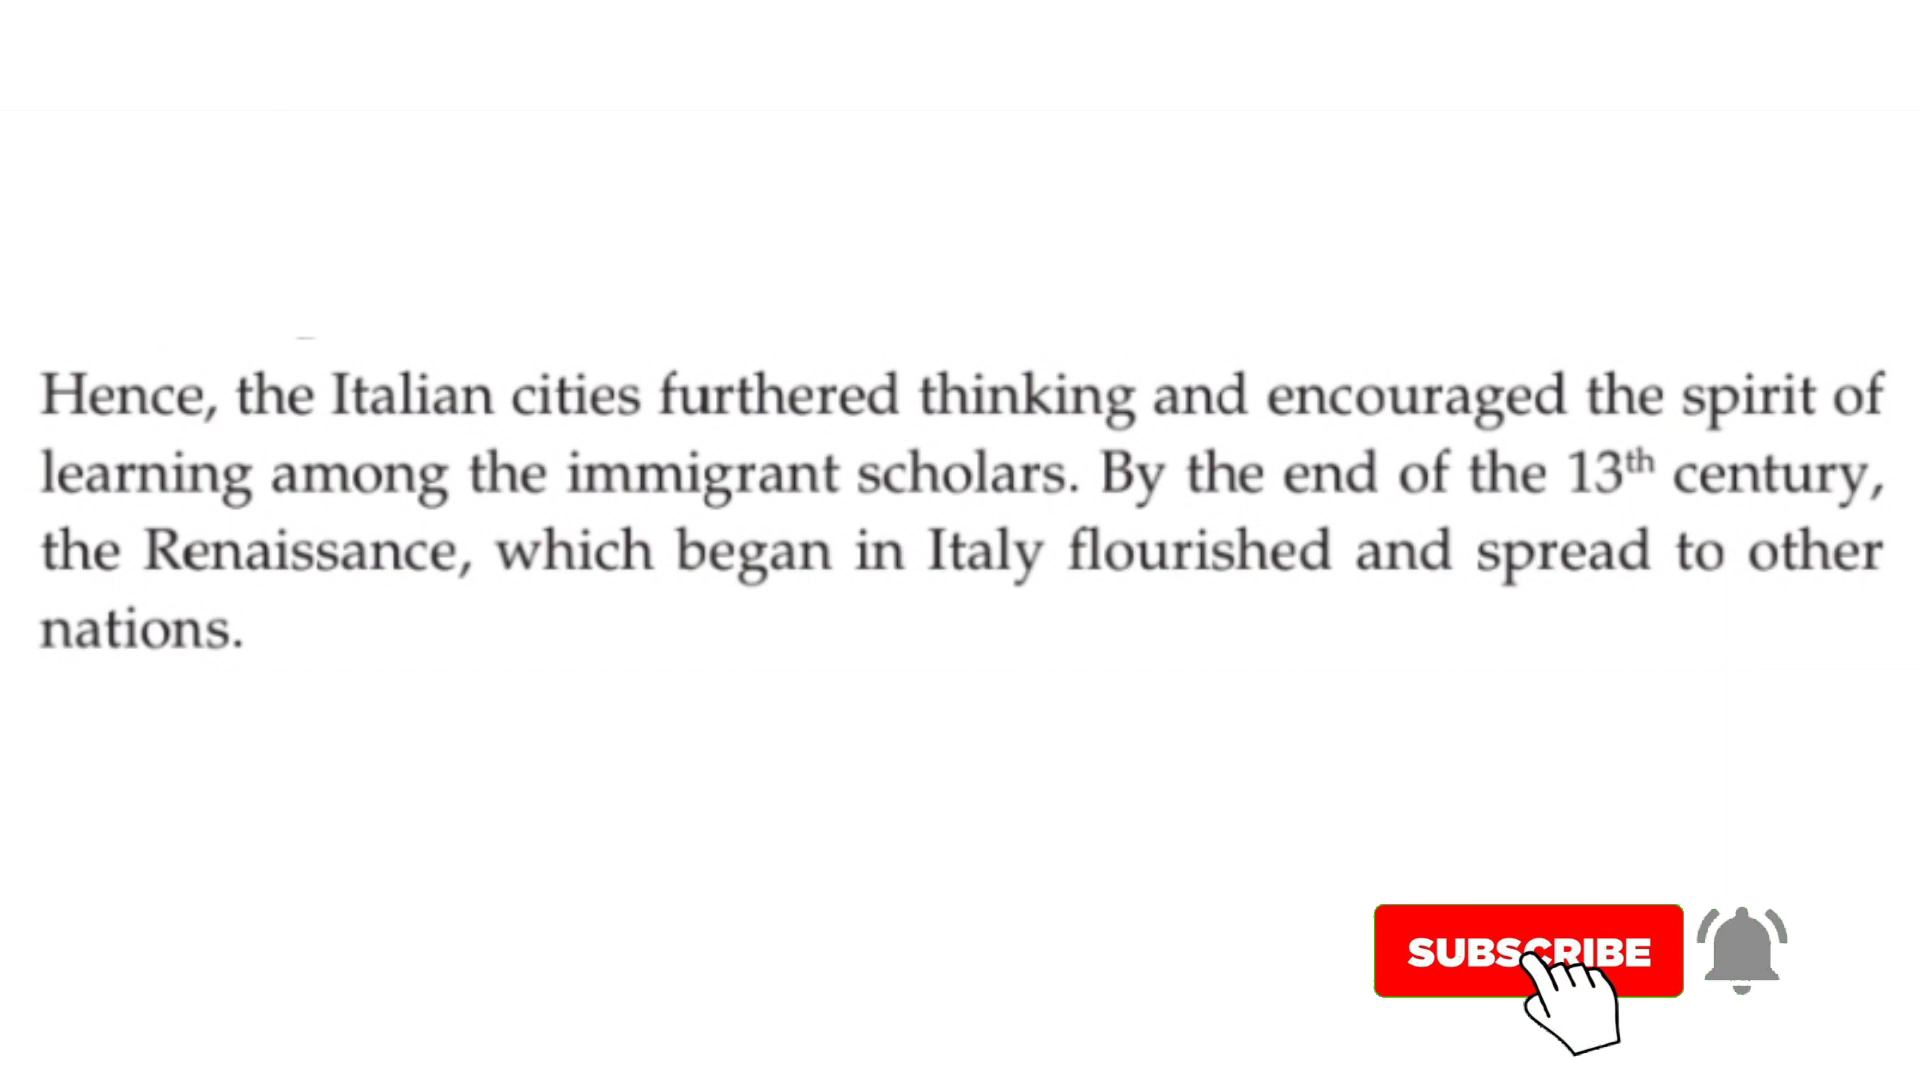 Hence, the Italian cities furthered thinking and encouraged the spirit of
learning among the immigrant scholars. By the end of the 13th century,
the Renaissance, which began in Italy flourished and spread to other
nations.
SUBSCRIBE